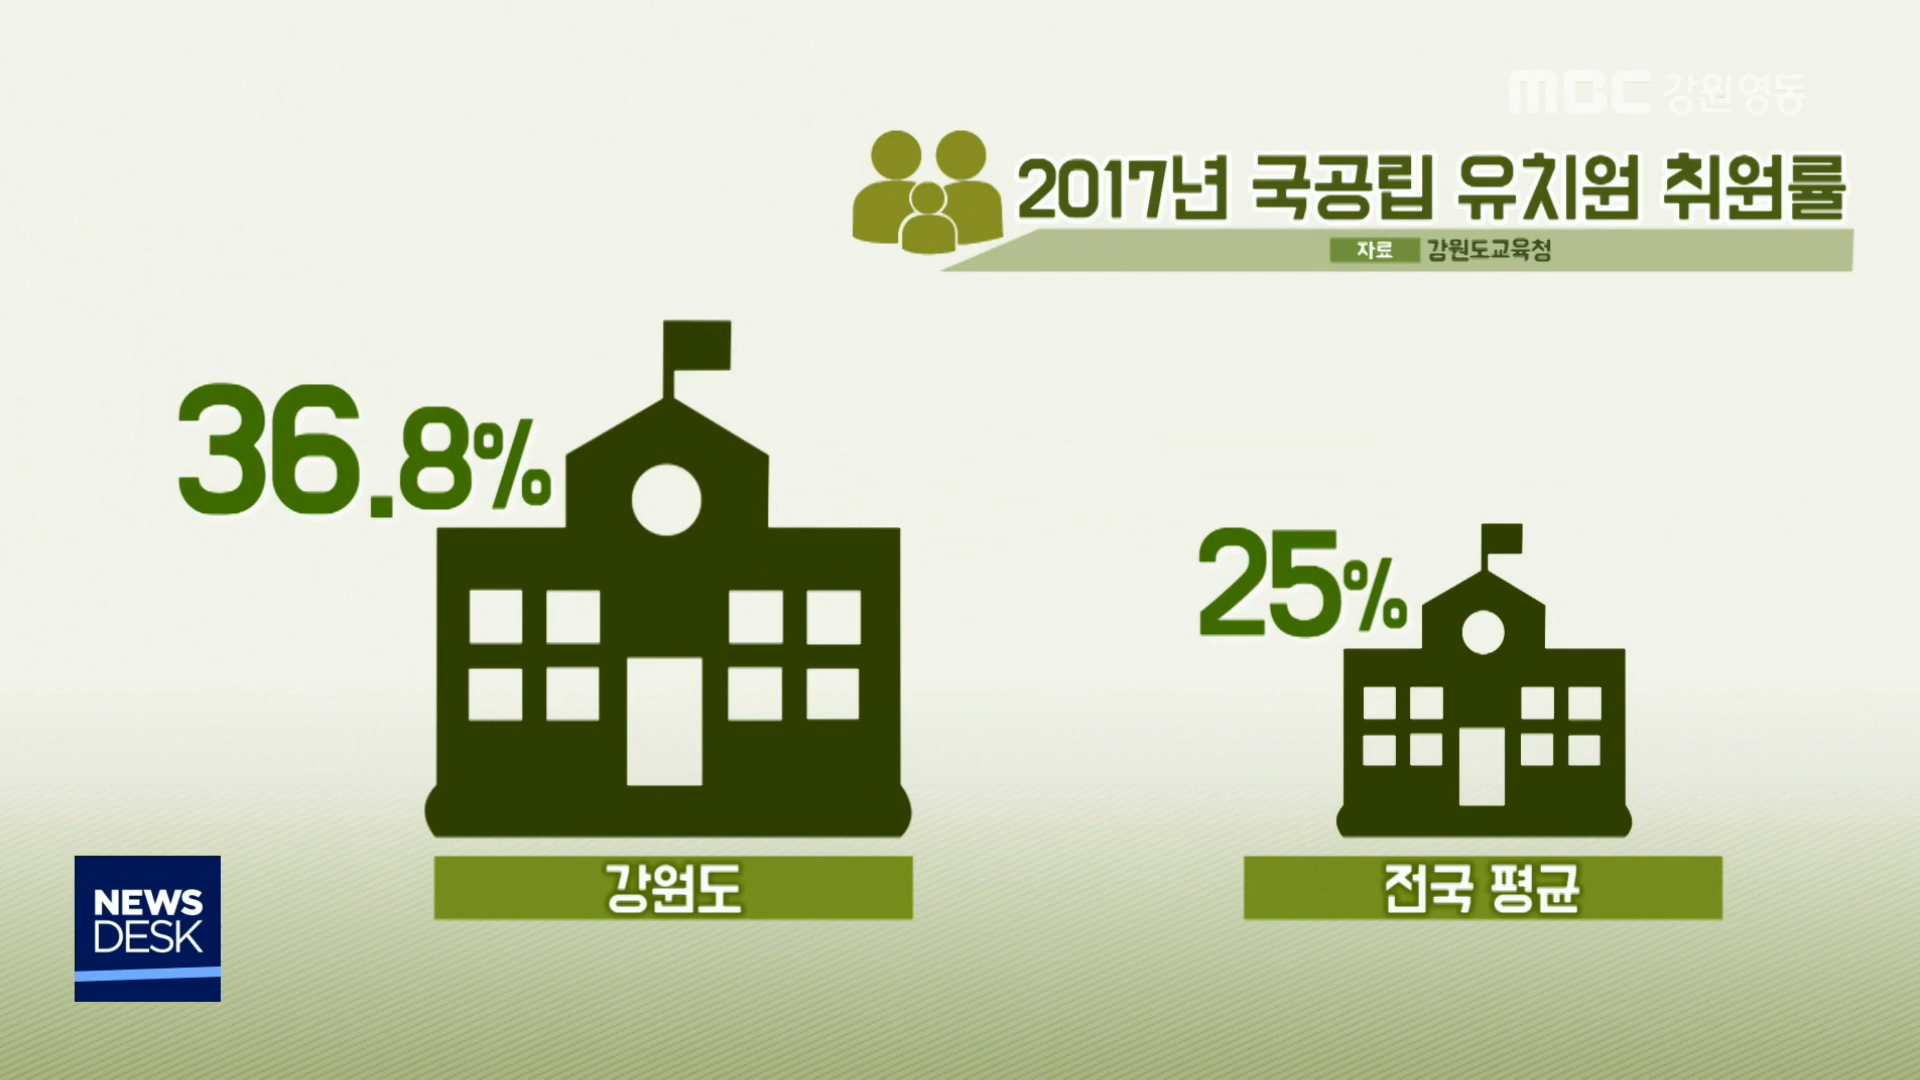 MBC 강원영동
2017년 국공립 유치원 취원률
자료 강원도교육청
36.8%
25%
강원도
전국 평균
NEWS
DESK